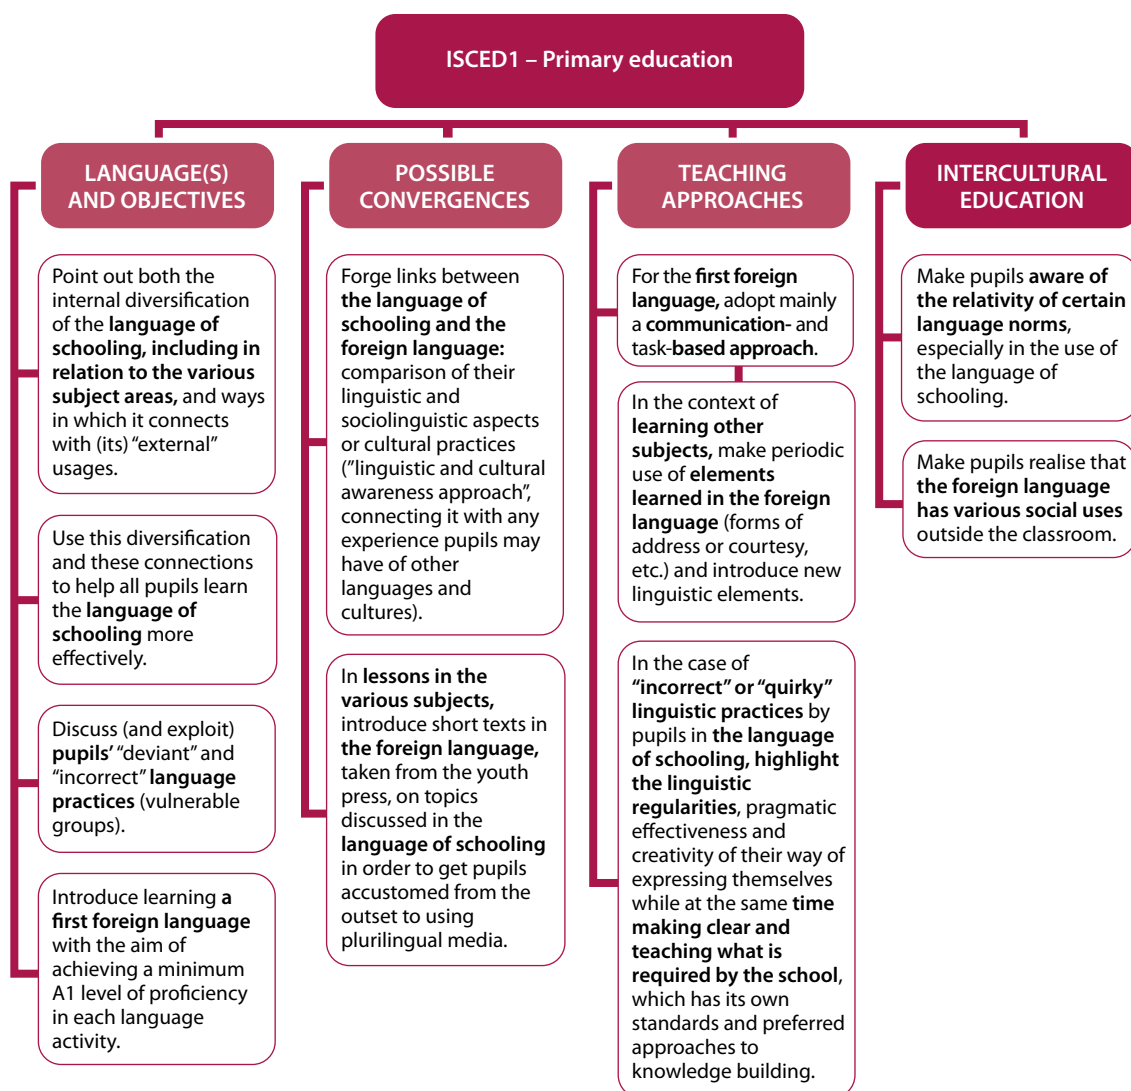 ISCED1 – Primary education
LANGUAGE(S)
AND OBJECTIVES
Point out both the
internal diversification
of the language of
schooling, including in
relation to the various
subject areas, and ways
in which it connects
with (its) “external”
usages.
Use this diversification
and these connections
to help all pupils learn
the language of
schooling more
effectively.
Discuss (and exploit)
pupils’ “deviant” and
“incorrect” language
practices (vulnerable
groups).
Introduce learning a
first foreign language
with the aim of
achieving a minimum
A1 level of proficiency
in each language
activity.
POSSIBLE
CONVERGENCES
Forge links between
the language of
schooling and the
foreign language:
comparison of their
linguistic and
sociolinguistic aspects
or cultural practices
(”linguistic and cultural
awareness approach”,
connecting it with any
experience pupils may
have of other
languages and
cultures).
In lessons in the
various subjects,
introduce short texts in
the foreign language,
taken from the youth
press, on topics
discussed in the
language of schooling
in order to get pupils
accustomed from the
outset to using
plurilingual media.
TEACHING
APPROACHES
For the first foreign
language, adopt mainly
a communication- and
task-based approach.
In the context of
learning other
subjects, make periodic
use of elements
learned in the foreign
language (forms of
address or courtesy,
etc.) and introduce new
linguistic elements.
In the case of
“incorrect” or “quirky”
linguistic practices by
pupils in the language
of schooling, highlight
the linguistic
regularities, pragmatic
effectiveness and
creativity of their way of
expressing themselves
while at the same time
making clear and
teaching what is
required by the school,
which has its own
standards and preferred
approaches to
knowledge building.
INTERCULTURAL
EDUCATION
Make pupils aware of
the relativity of certain
language norms,
especially in the use of
the language of
schooling.
Make pupils realise that
the foreign language
has various social uses
outside the classroom.